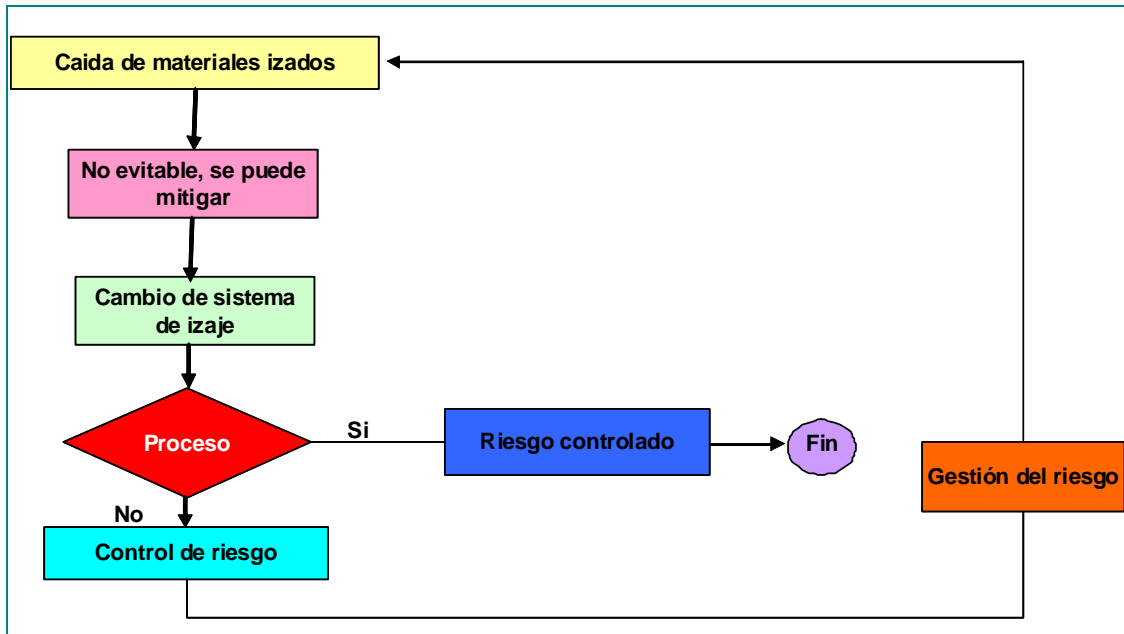 Caida de materiales izados
No evitable, se puede
mitigar
Cambio de sistema
de izaje
Proceso
Si
Riesgo controlado
Fin
Gestión del riesgo
No
Control de riesgo